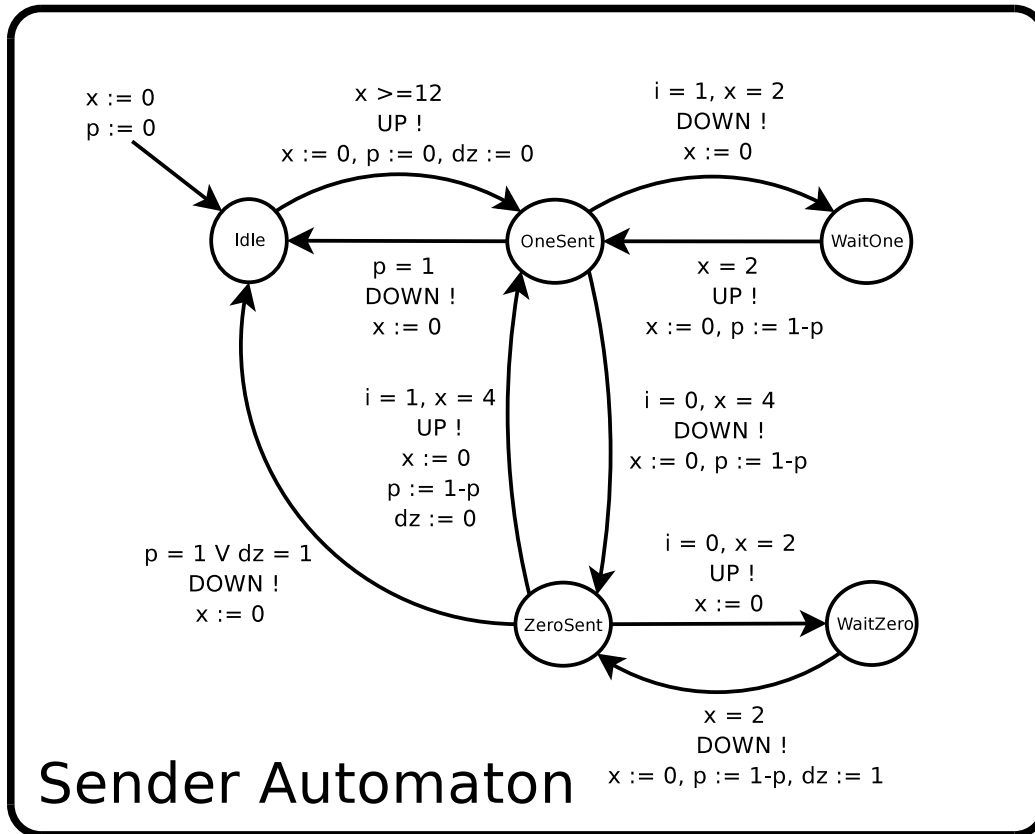 x := 0
p := 0
x >=12
UP !
x := 0, p := 0, dz := 0
i = 1, x = 2
DOWN !
x := 0
Idle
OneSent
WaitOne
p = 1
DOWN !
x := 0
x = 2
UP !
x := 0, p := 1-p
i = 1, x = 4
UP !
x := 0
p := 1-p
dz := 0
i = 0, x = 4
DOWN !
x := 0, p := 1-p
p = 1 V dz = 1
DOWN !
x := 0
i = 0, x = 2
UP !
x := 0
ZeroSent
WaitZero
x = 2
DOWN !
x := 0, p := 1-p, dz := 1
Sender Automaton